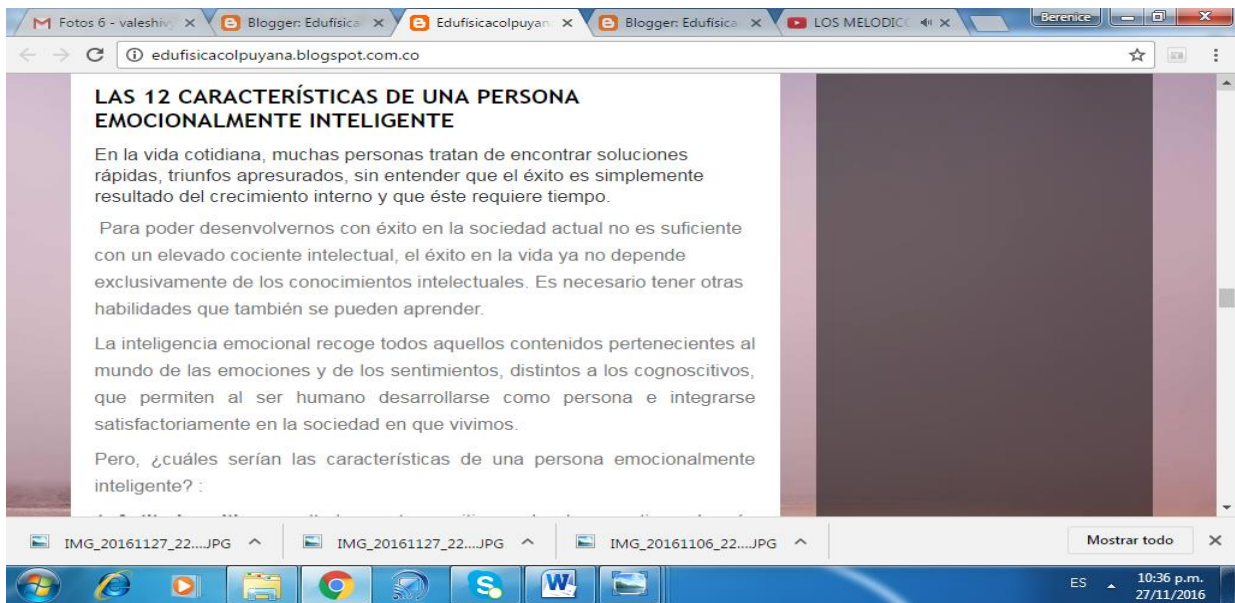 Fotos 6 - valeshiv
Blogger: Edufisica
Edufisicacolpuyan
Blogger: Edufisica
LOS MELODIC
Berenice
edufisicacolpuyana.blogspot.com.co
LAS 12 CARACTERÍSTICAS DE UNA PERSONA
EMOCIONALMENTE INTELIGENTE
En la vida cotidiana, muchas personas tratan de encontrar soluciones
rápidas, triunfos apresurados, sin entender que el éxito es simplemente
resultado del crecimiento interno y que éste requiere tiempo.
Para poder desenvolvernos con éxito en la sociedad actual no es suficiente
con un elevado cociente intelectual, el éxito en la vida ya no depende
exclusivamente de los conocimientos intelectuales. Es necesario tener otras
habilidades que también se pueden aprender.
La inteligencia emocional recoge todos aquellos contenidos pertenecientes al
mundo de las emociones y de los sentimientos, distintos a los cognoscitivos,
que permiten al ser humano desarrollarse como persona e integrarse
satisfactoriamente en la sociedad en que vivimos.
Pero, ¿cuáles serían las características de una persona emocionalmente
inteligente? :
IMG_20161127_22....JPG
IMG_20161127_22....JPG
IMG_20161106_22....JPG
Mostrar todo
ES
10:36 p.m.
27/11/2016